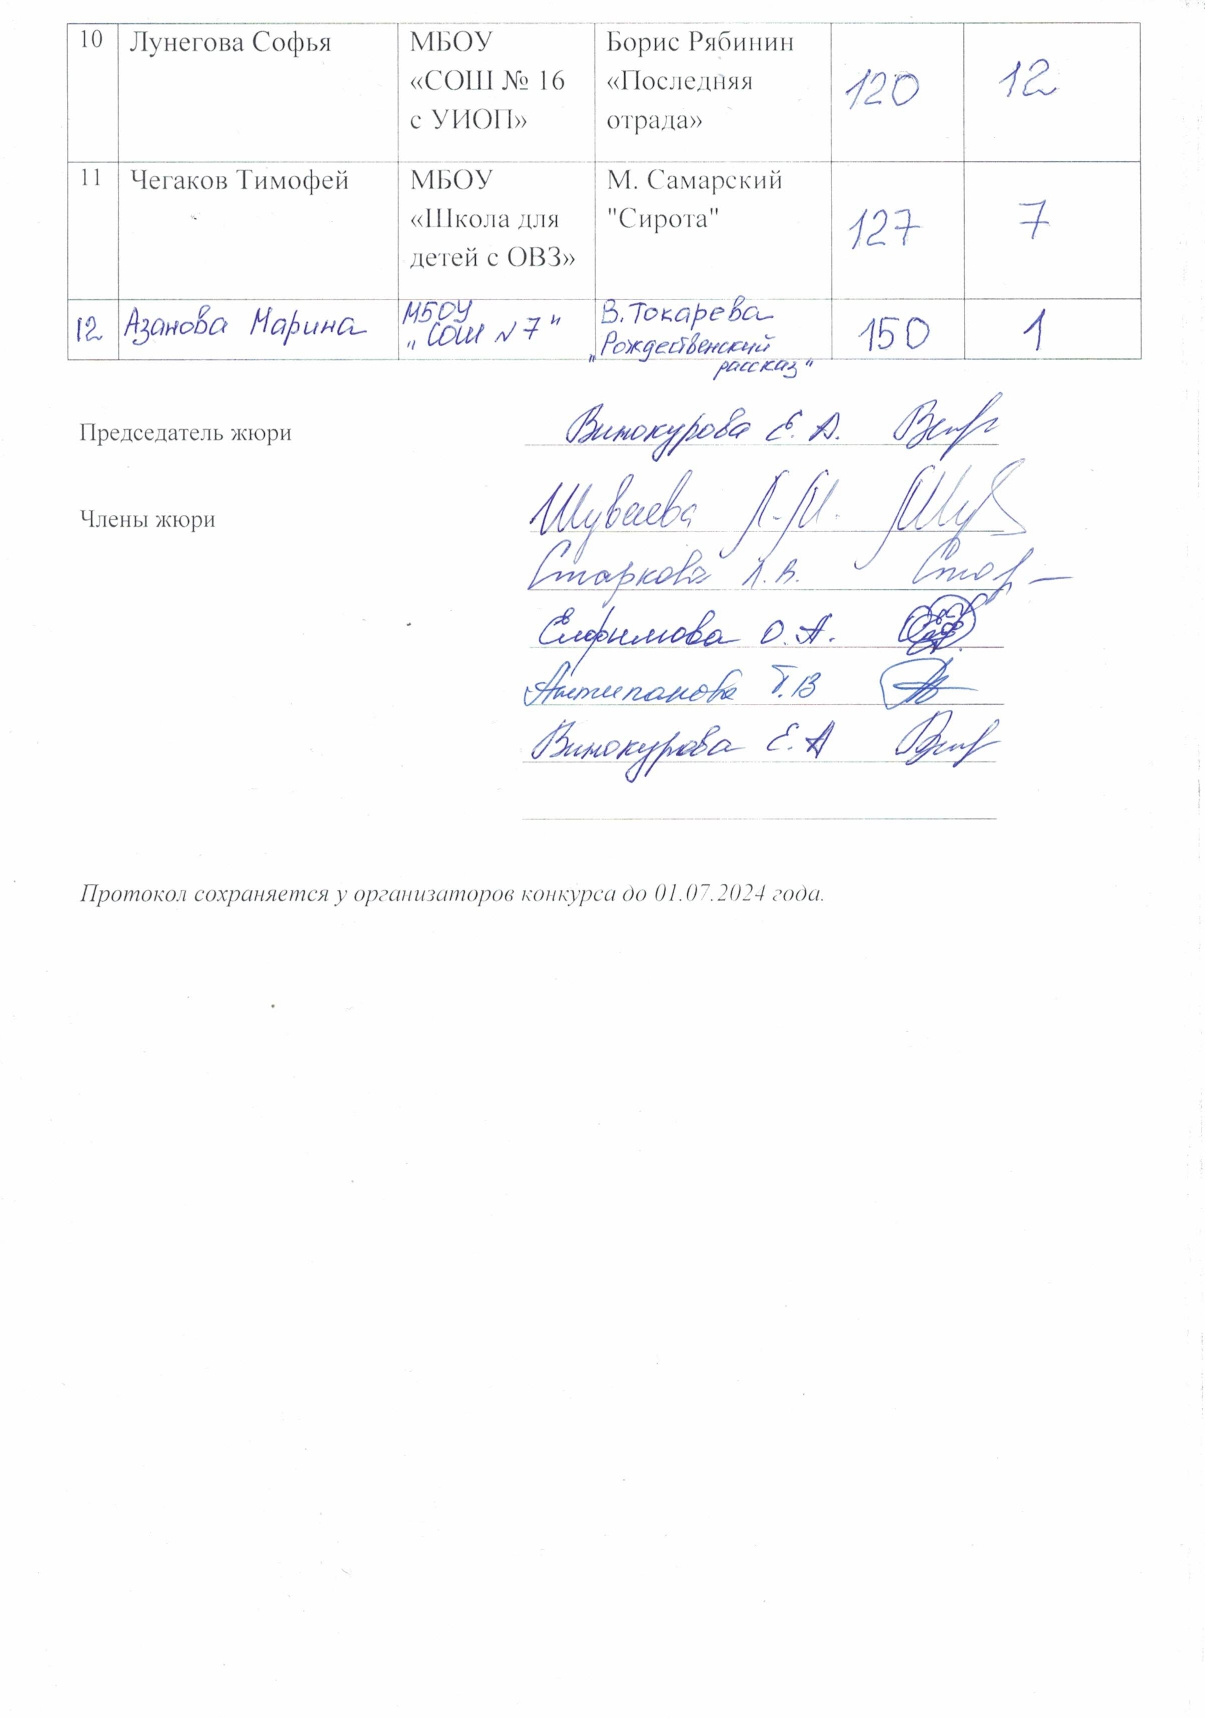 10 Лунегова Софья МБОУ Борис Рябинин 120 12
«СОШ № 16 «Последняя
с УИОП» отрада»
11 Чегаков Тимофей МБОУ М. Самарский 127 7
«Школа для "Сирота"
детей с ОВЗ»
12 Азанова Марина МБОУ В. Токарева 150 1
„СОШ №7" „Рождественский
рассказ"
Председатель жюри Винокурова Е. А.
Члены жюри Шуваева Л. М.
Старкова Л. В.
Елфимова О. А.
Антипанова Т. В
Винокурова Е. А
Протокол сохраняется у организаторов конкурса до 01.07.2024 года.